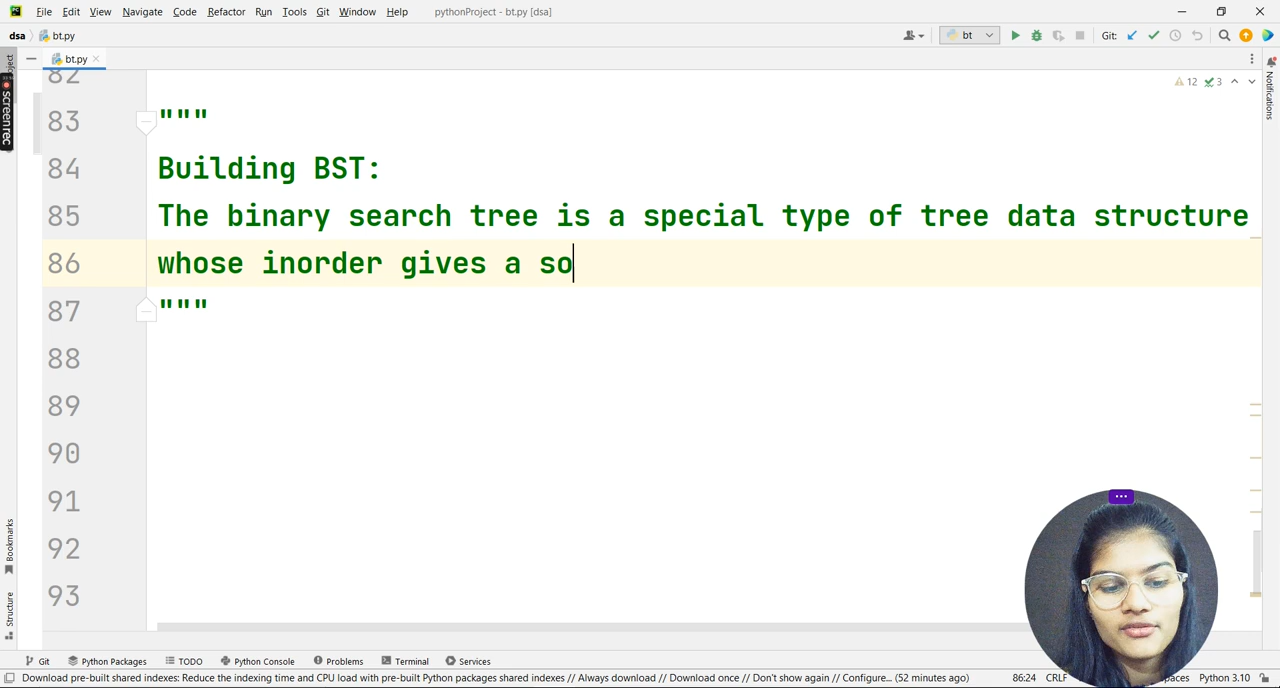 File Edit View Navigate Code Refactor Run Tools Git Window Help pythonProject - bt.py [dsa]
dsa bt.py bt Git:
bt.py
82
12 3
83 """
84 Building BST:
85 The binary search tree is a special type of tree data structure
86 whose inorder gives a so
87 """
88
89
90
91
92
93
screenrec
Bookmarks
Structure
Notifications
Git Python Packages TODO Python Console Problems Terminal Services
Download pre-built shared indexes: Reduce the indexing time and CPU load with pre-built Python packages shared indexes // Always download // Download once // Don't show again // Configure... (52 minutes ago) 86:24 CRLF Python 3.10